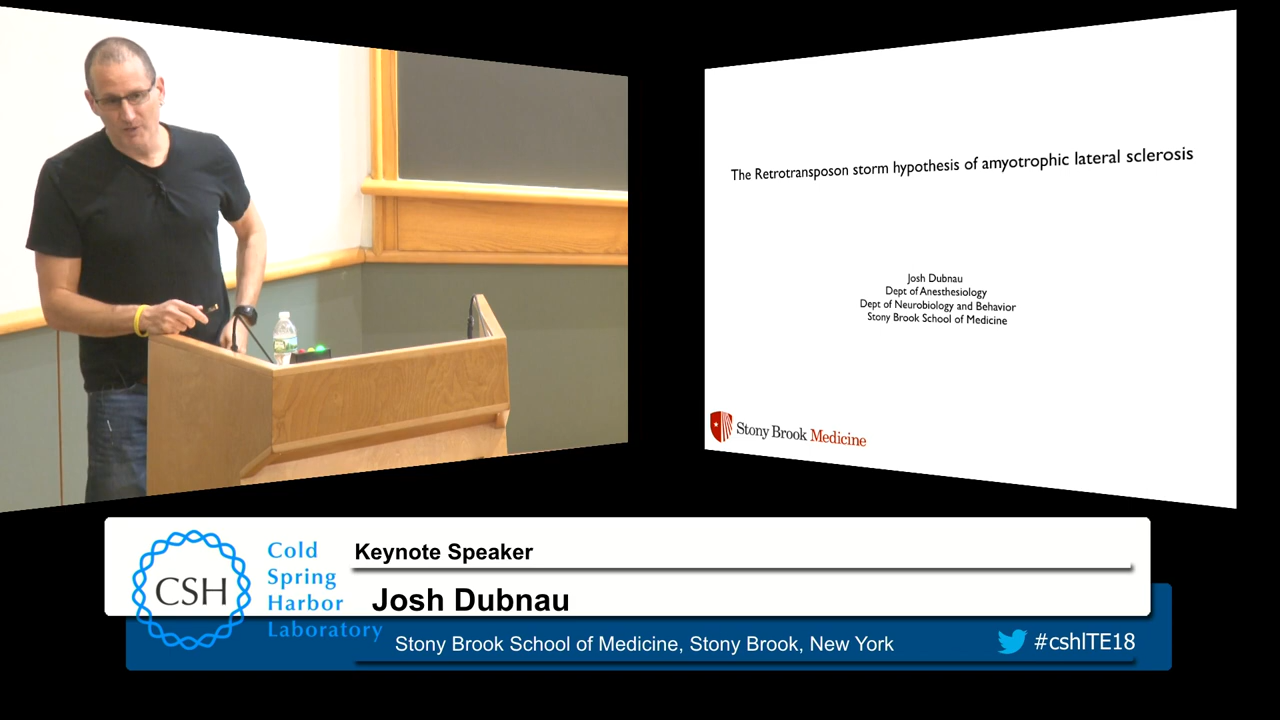 The Retrotransposon storm hypothesis of amyotrophic lateral sclerosis
Josh Dubnau
Dept of Anesthesiology
Dept of Neurobiology and Behavior
Stony Brook School of Medicine
Stony Brook Medicine
CSH
Cold
Spring
Harbor
Laboratory
Keynote Speaker
Josh Dubnau
Stony Brook School of Medicine, Stony Brook, New York
#cshlTE18